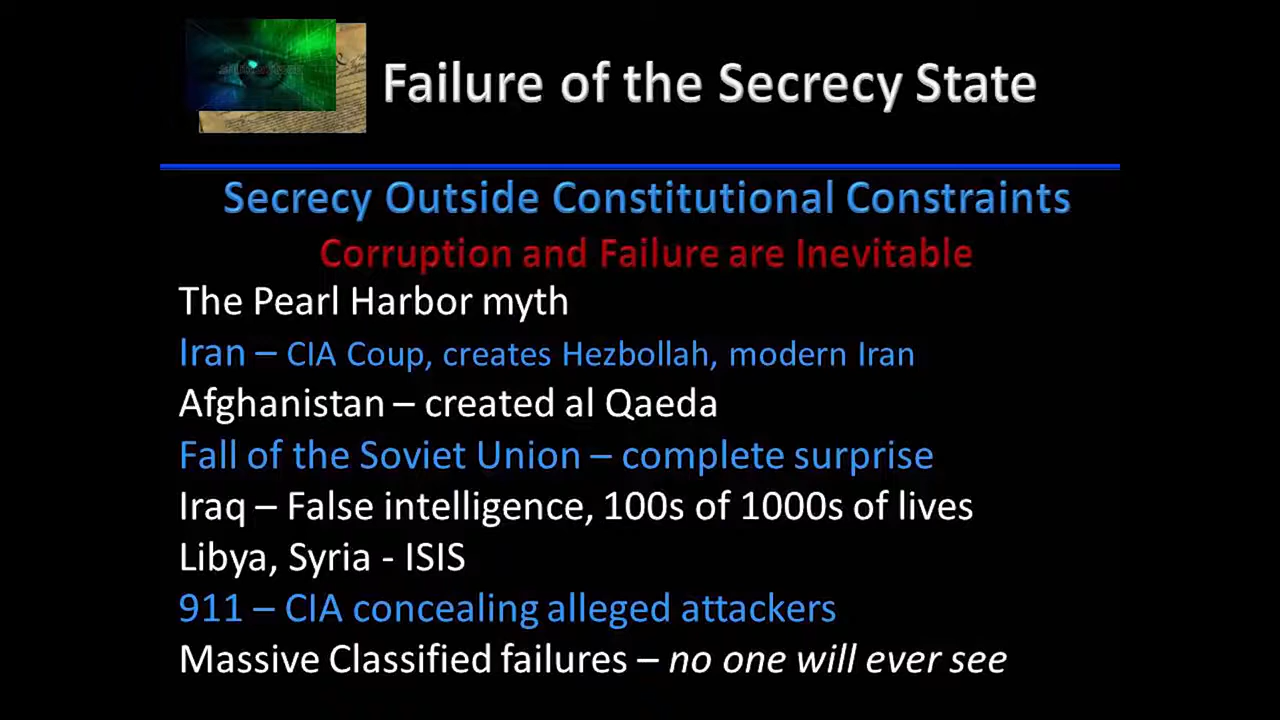 Failure of the Secrecy State
Secrecy Outside Constitutional Constraints
Corruption and Failure are Inevitable
The Pearl Harbor myth
Iran – CIA Coup, creates Hezbollah, modern Iran
Afghanistan – created al Qaeda
Fall of the Soviet Union – complete surprise
Iraq – False intelligence, 100s of 1000s of lives
Libya, Syria - ISIS
911 – CIA concealing alleged attackers
Massive Classified failures – no one will ever see